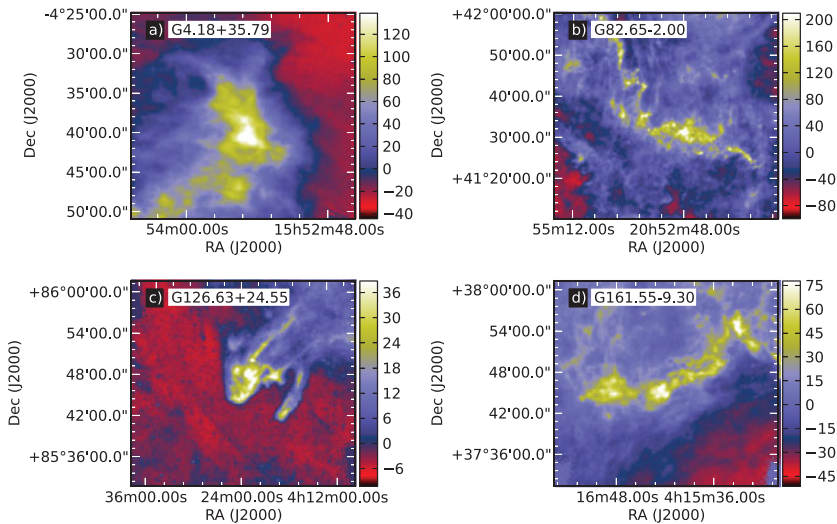 a) G4.18+35.79
-4°25'00.0"
30'00.0"
35'00.0"
40'00.0"
45'00.0"
50'00.0"
Dec (J2000)
54m00.00s
15h52m48.00s
RA (J2000)
120
100
80
60
40
20
0
−20
−40
b) G82.65-2.00
+42°00'00.0"
50'00.0"
40'00.0"
30'00.0"
+41°20'00.0"
Dec (J2000)
55m12.00s
20h52m48.00s
RA (J2000)
200
160
120
80
40
0
−40
−80
c) G126.63+24.55
+86°00'00.0"
54'00.0"
48'00.0"
42'00.0"
+85°36'00.0"
Dec (J2000)
36m00.00s
24m00.00s
4h12m00.00s
RA (J2000)
36
30
24
18
12
6
0
−6
d) G161.55-9.30
+38°00'00.0"
54'00.0"
48'00.0"
42'00.0"
+37°36'00.0"
Dec (J2000)
16m48.00s
4h15m36.00s
RA (J2000)
75
60
45
30
15
0
−15
−30
−45